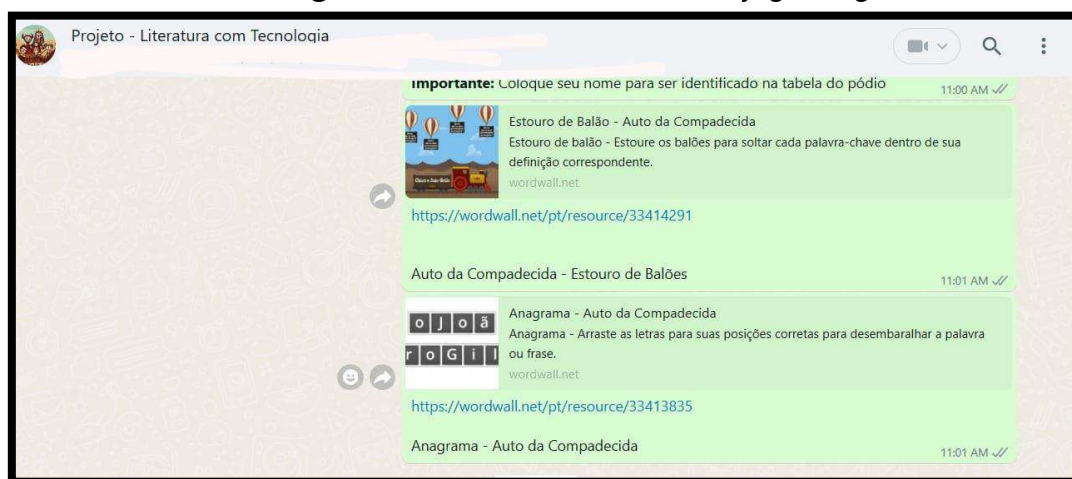 Projeto - Literatura com Tecnologia
Importante: Coloque seu nome para ser identificado na tabela do pódio
11:00 AM
Estouro de Balão - Auto da Compadecida
Estouro de balão - Estoure os balões para soltar cada palavra-chave dentro de sua
definição correspondente.
wordwall.net
https://wordwall.net/pt/resource/33414291
Auto da Compadecida - Estouro de Balões
11:01 AM
o J o ã
r o G i l
Anagrama - Auto da Compadecida
Anagrama - Arraste as letras para suas posições corretas para desembaralhar a palavra
ou frase.
wordwall.net
https://wordwall.net/pt/resource/33413835
Anagrama - Auto da Compadecida
11:01 AM